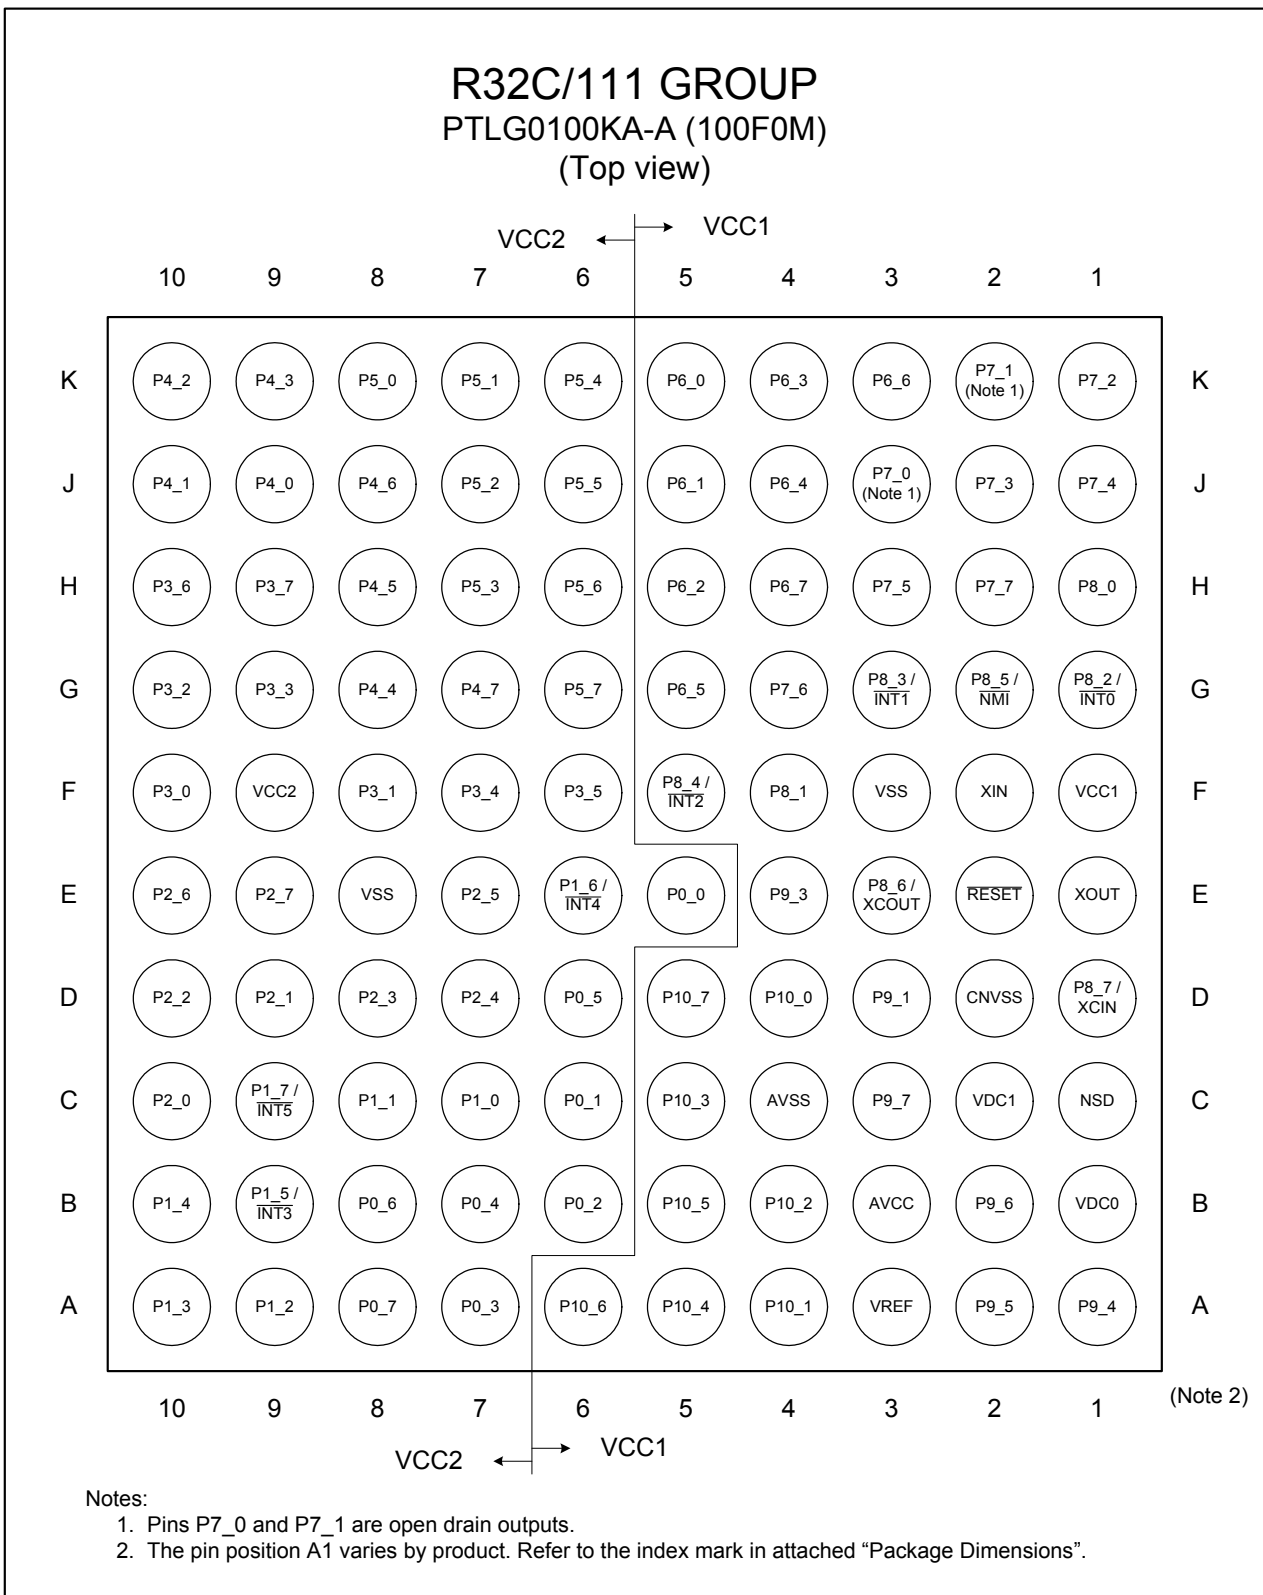 R32C/111 GROUP
PTLG0100KA-A (100F0M)
(Top view)
VCC2 VCC1
10 9 8 7 6 5 4 3 2 1
K P4_2 P4_3 P5_0 P5_1 P5_4 P6_0 P6_3 P6_6 P7_1 (Note 1) P7_2 K
J P4_1 P4_0 P4_6 P5_2 P5_5 P6_1 P6_4 P7_0 (Note 1) P7_3 P7_4 J
H P3_6 P3_7 P4_5 P5_3 P5_6 P6_2 P6_7 P7_5 P7_7 P8_0 H
G P3_2 P3_3 P4_4 P4_7 P5_7 P6_5 P7_6 P8_3 / INT1 P8_5 / NMI P8_2 / INT0 G
F P3_0 VCC2 P3_1 P3_4 P3_5 P8_4 / INT2 P8_1 VSS XIN VCC1 F
E P2_6 P2_7 VSS P2_5 P1_6 / INT4 P0_0 P9_3 P8_6 / XCOUT RESET XOUT E
D P2_2 P2_1 P2_3 P2_4 P0_5 P10_7 P10_0 P9_1 CNVSS P8_7 / XCIN D
C P2_0 P1_7 / INT5 P1_1 P1_0 P0_1 P10_3 AVSS P9_7 VDC1 NSD C
B P1_4 P1_5 / INT3 P0_6 P0_4 P0_2 P10_5 P10_2 AVCC P9_6 VDC0 B
A P1_3 P1_2 P0_7 P0_3 P10_6 P10_4 P10_1 VREF P9_5 P9_4 A
10 9 8 7 6 5 4 3 2 1 (Note 2)
VCC2 VCC1
Notes:
1. Pins P7_0 and P7_1 are open drain outputs.
2. The pin position A1 varies by product. Refer to the index mark in attached “Package Dimensions”.